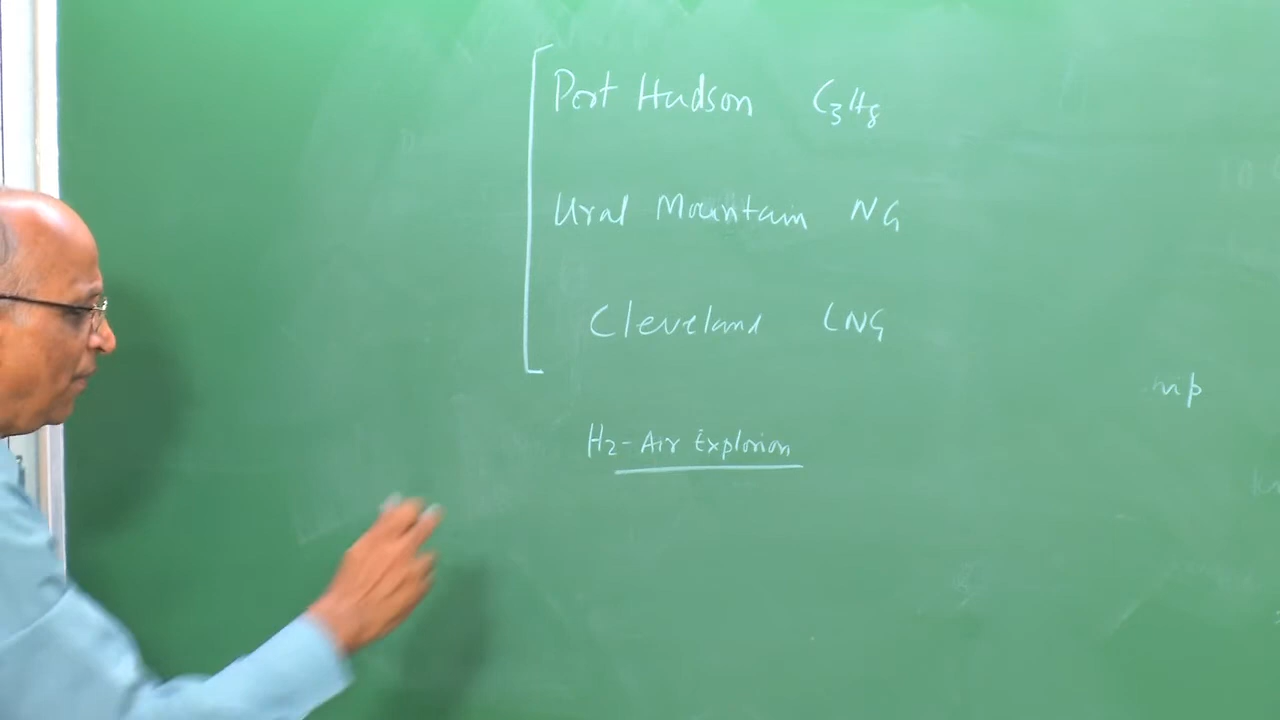 Port Hudson C3H8
Ural Mountain NG
Cleveland LNG
H2-Air Explosion